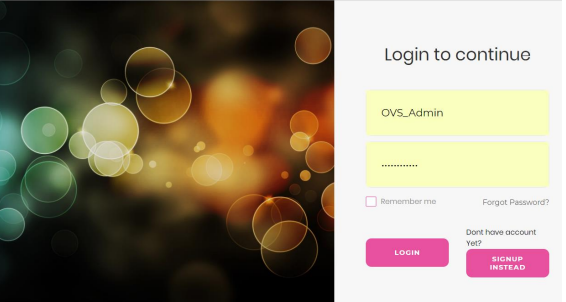 Login to continue
OVS_Admin
............
Remember me
Forgot Password?
Dont have account
Yet?
LOGIN
SIGNUP
INSTEAD